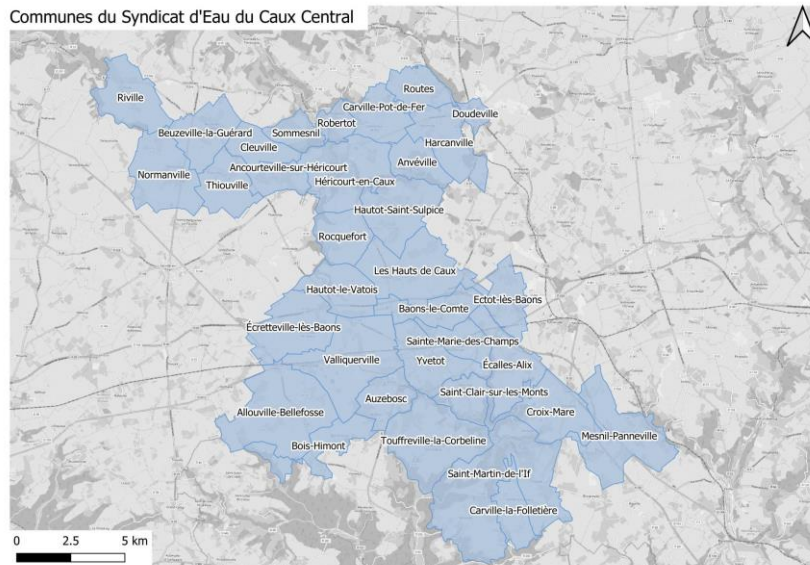 Communes du Syndicat d'Eau du Caux Central
Routes
Riville
Carville-Pot-de-Fer
Doudeville
Robertot
Beuzeville-la-Guérard
Sommesnil
Harcanville
Cleuville
Anvéville
Ancourteville-sur-Héricourt
Normanville
Thiouville
Héricourt-en-Caux
Hautot-Saint-Sulpice
Rocquefort
Les Hauts de Caux
Hautot-le-Vatois
Ectot-lès-Baons
Baons-le-Comte
Écretteville-lès-Baons
Sainte-Marie-des-Champs
Valliquerville
Yvetot
Écalles-Alix
Saint-Clair-sur-les-Monts
Auzebosc
Allouville-Bellefosse
Croix-Mare
Bois-Himont
Touffreville-la-Corbeline
Mesnil-Panneville
Saint-Martin-de-l'If
Carville-la-Folletière
0 2.5 5 km